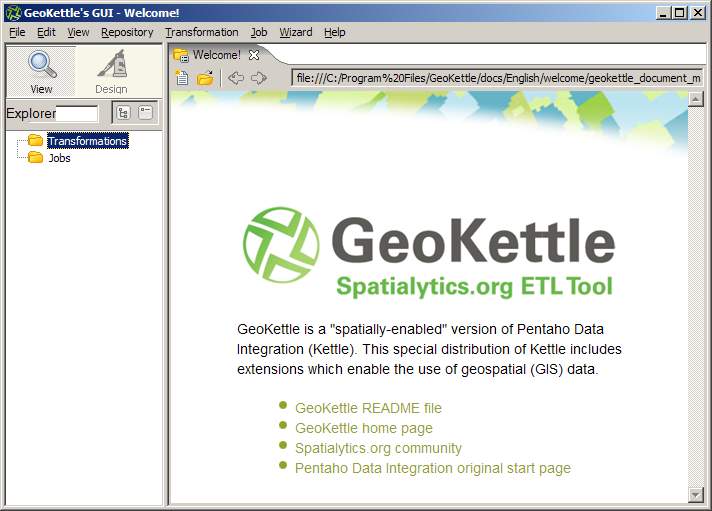 GeoKettle's GUI - Welcome!
File Edit View Repository Transformation Job Wizard Help
View Design
Explorer
Transformations
Jobs
Welcome!
file:///C:/Program%20Files/GeoKettle/docs/English/welcome/geokettle_document_m
GeoKettle
Spatialytics.org ETL Tool
GeoKettle is a "spatially-enabled" version of Pentaho Data
Integration (Kettle). This special distribution of Kettle includes
extensions which enable the use of geospatial (GIS) data.
GeoKettle README file
GeoKettle home page
Spatialytics.org community
Pentaho Data Integration original start page